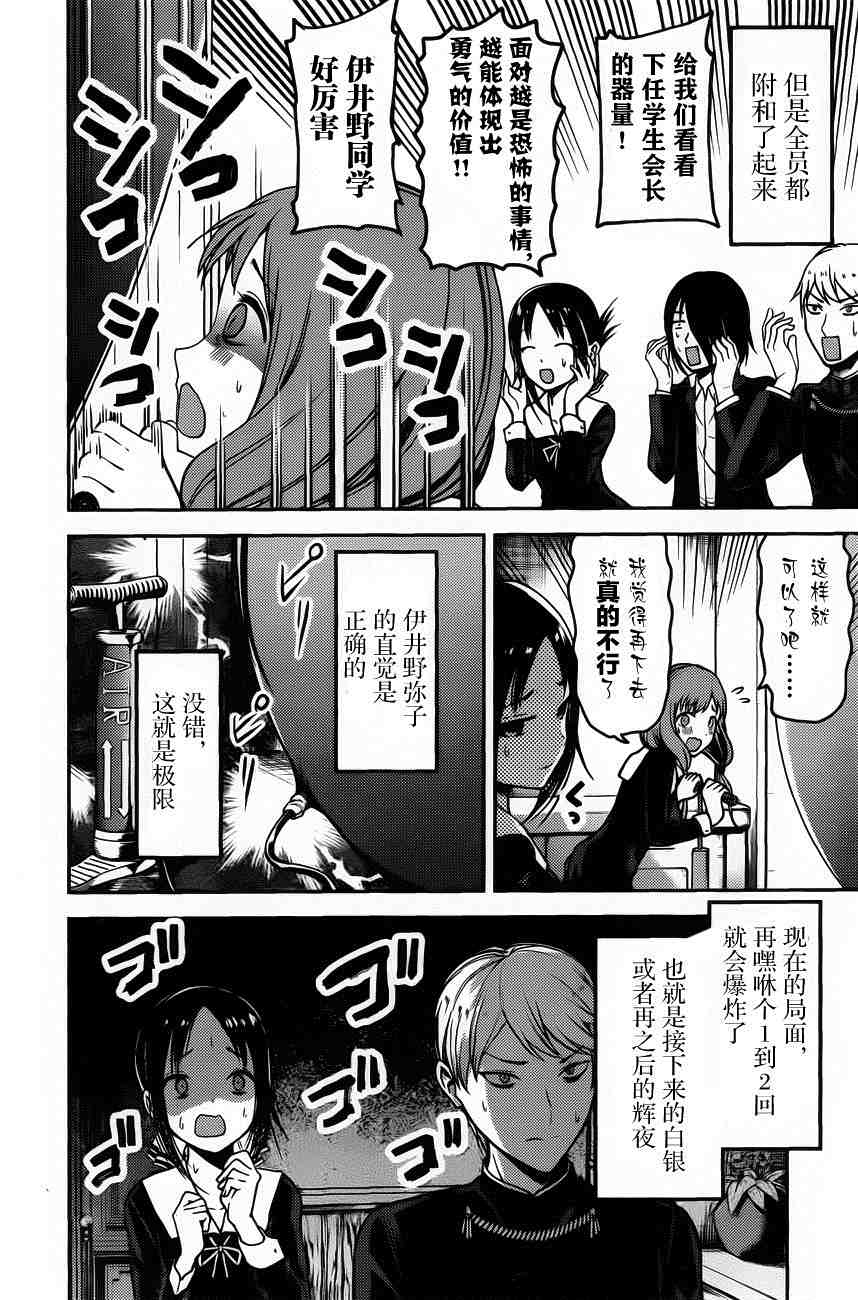 但是全员都
附和了起来
给我们看看
下任学生会长
的器量！
面对越是恐怖的事情，
越能体现出
勇气的价值!!
伊井野同学
好厉害
シュコ
シュコ
シュコ
シュコ
这样就
可以了吧……
我觉得再下去
就真的不行了
伊井野弥子
的直觉是
正确的
没错，
这就是极限
AIR
现在的局面，
再嘿咻个1到2回
就会爆炸了
也就是接下来的白银
或者再之后的辉夜
ゴ
ゴ
ゴ
ゴ